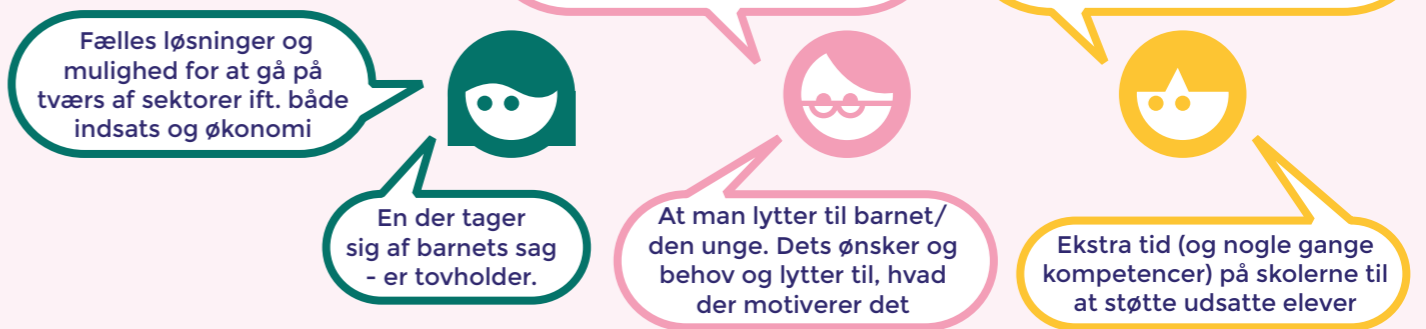 Fælles løsninger og
mulighed for at gå på
tværs af sektorer ift. både
indsats og økonomi
En der tager
sig af barnets sag
- er tovholder.
At man lytter til barnet/
den unge. Dets ønsker og
behov og lytter til, hvad
der motiverer det
Ekstra tid (og nogle gange
kompetencer) på skolerne til
at støtte udsatte elever